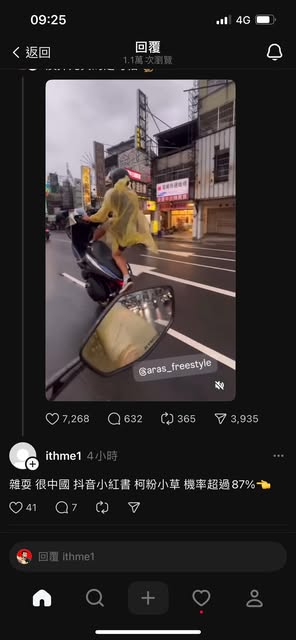 09:25
4G
返回
回覆
1.1萬 次瀏覽
@aras_freestyle
7,268
632
365
3,935
ithme1 4小時
雜耍 很中國 抖音小紅書 柯粉小草 機率超過87%👈
41
7
回覆 ithme1